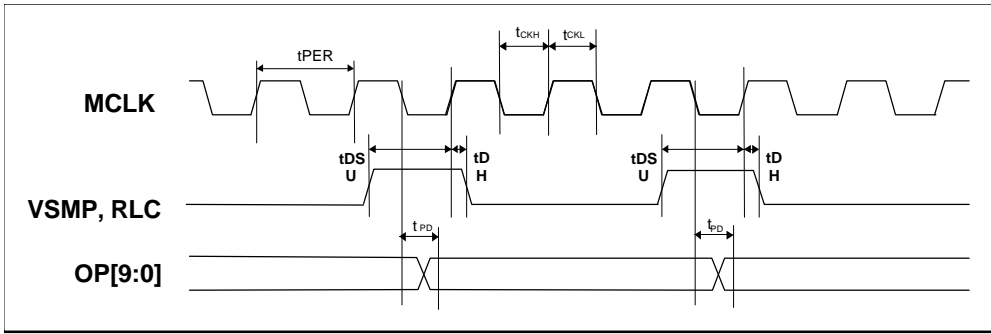 tCKH tCKL
tPER
MCLK
tDS
U
tD
H
tDS
U
tD
H
VSMP, RLC
tPD
tPD
OP[9:0]